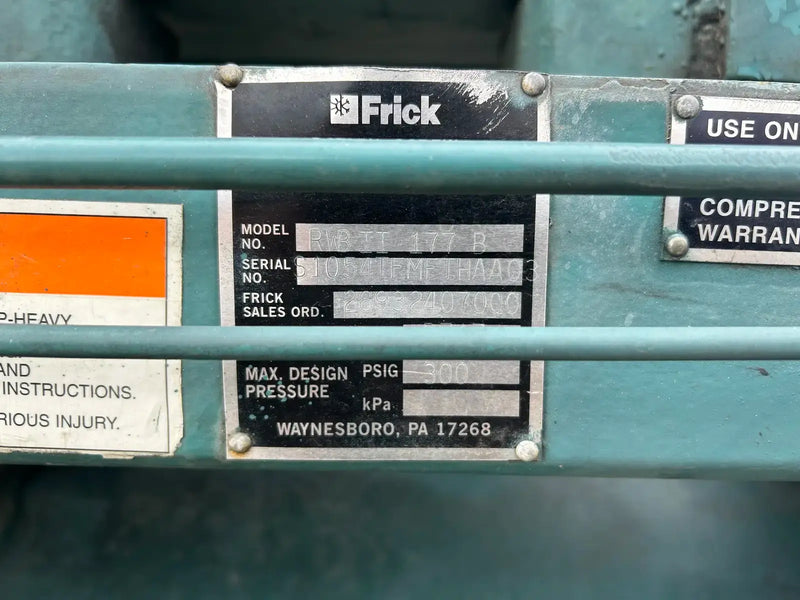 Frick
MODEL NO. RWB II 177 B
SERIAL NO.
FRICK SALES ORD.
MAX. DESIGN PRESSURE PSIG 300
kPa
WAYNESBORO, PA 17268
P-HEAVY
AND
INSTRUCTIONS.
RIOUS INJURY.
USE ON
COMPRE
WARRAN